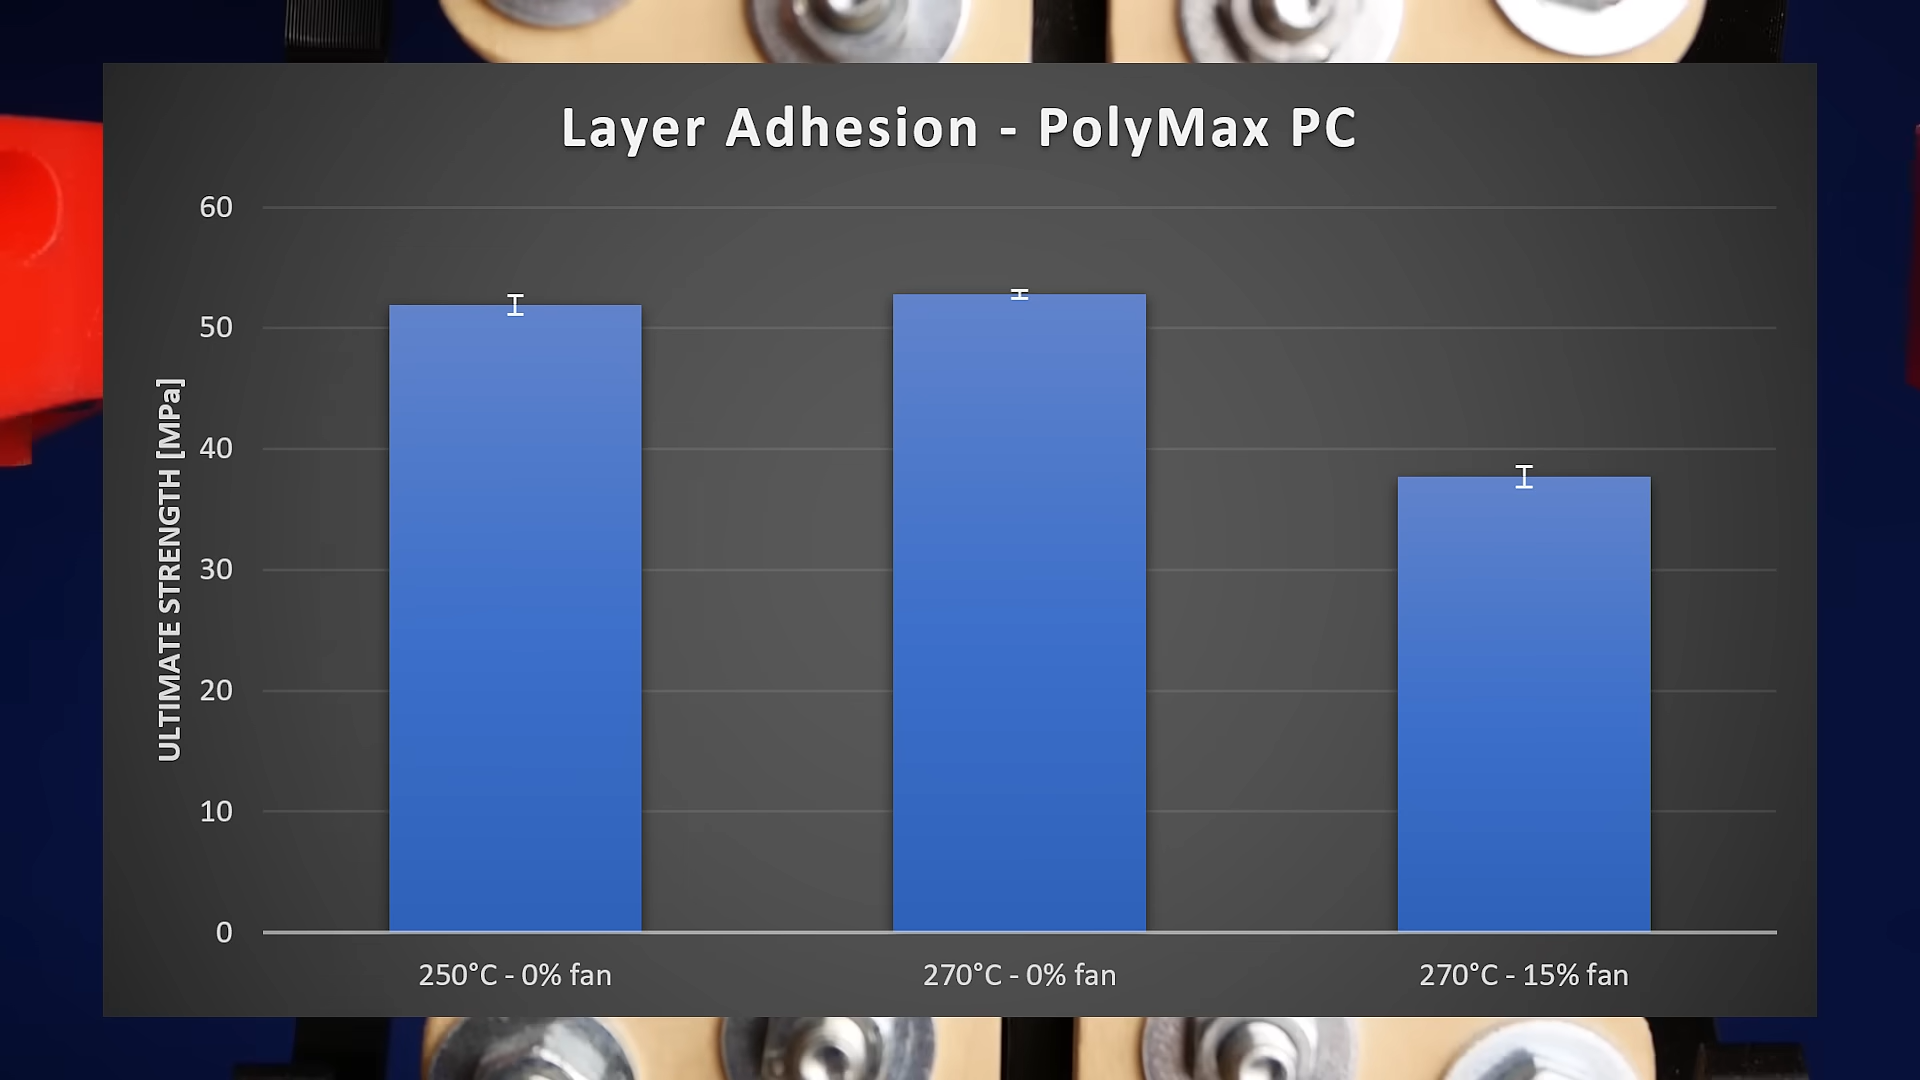 Layer Adhesion - PolyMax PC
ULTIMATE STRENGTH [MPa]
60
50
40
30
20
10
0
250°C - 0% fan
270°C - 0% fan
270°C - 15% fan